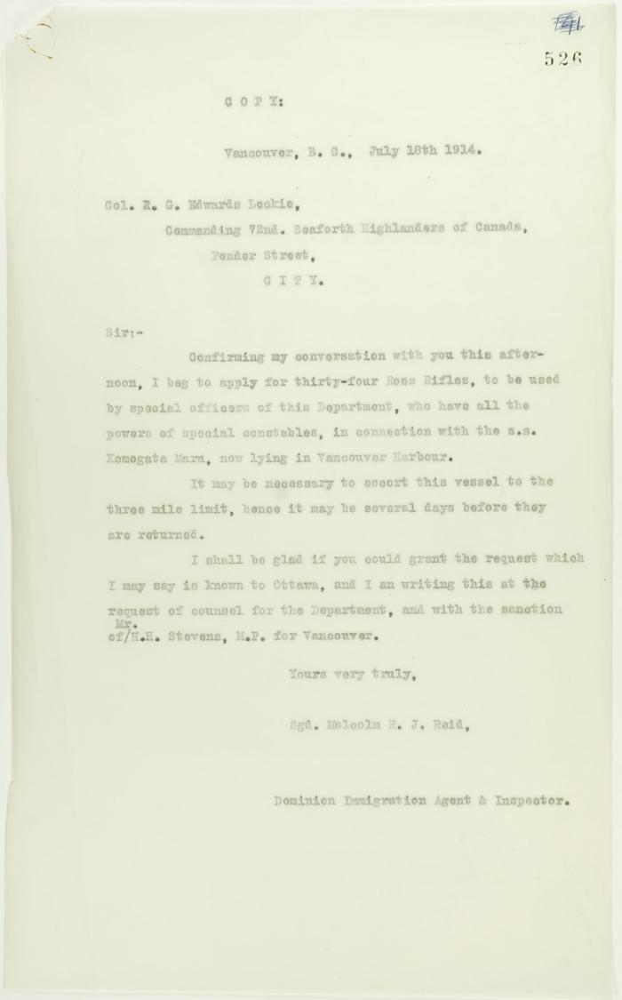 526
C O P Y:
Vancouver, B. C., July 18th 1914.
Col. R. G. Edwards Leckie,
Commanding 72nd. Seaforth Highlanders of Canada,
Pender Street,
C I T Y.
Sir:-
Confirming my conversation with you this after-
noon, I beg to apply for thirty-four Ross Rifles, to be used
by special officers of this Department, who have all the
powers of special constables, in connection with the s.s.
Komogata Maru, now lying in Vancouver Harbour.
It may be necessary to escort this vessel to the
three mile limit, hence it may be several days before they
are returned.
I shall be glad if you could grant the request which
I may say is known to Ottawa, and I an writing this at the
request of counsel for the Department, and with the sanction
Mr.
of/H.H. Stevens, M.P. for Vancouver.
Yours very truly,
Sgd. Malcolm R. J. Reid,
Dominion Immigration Agent & Inspector.